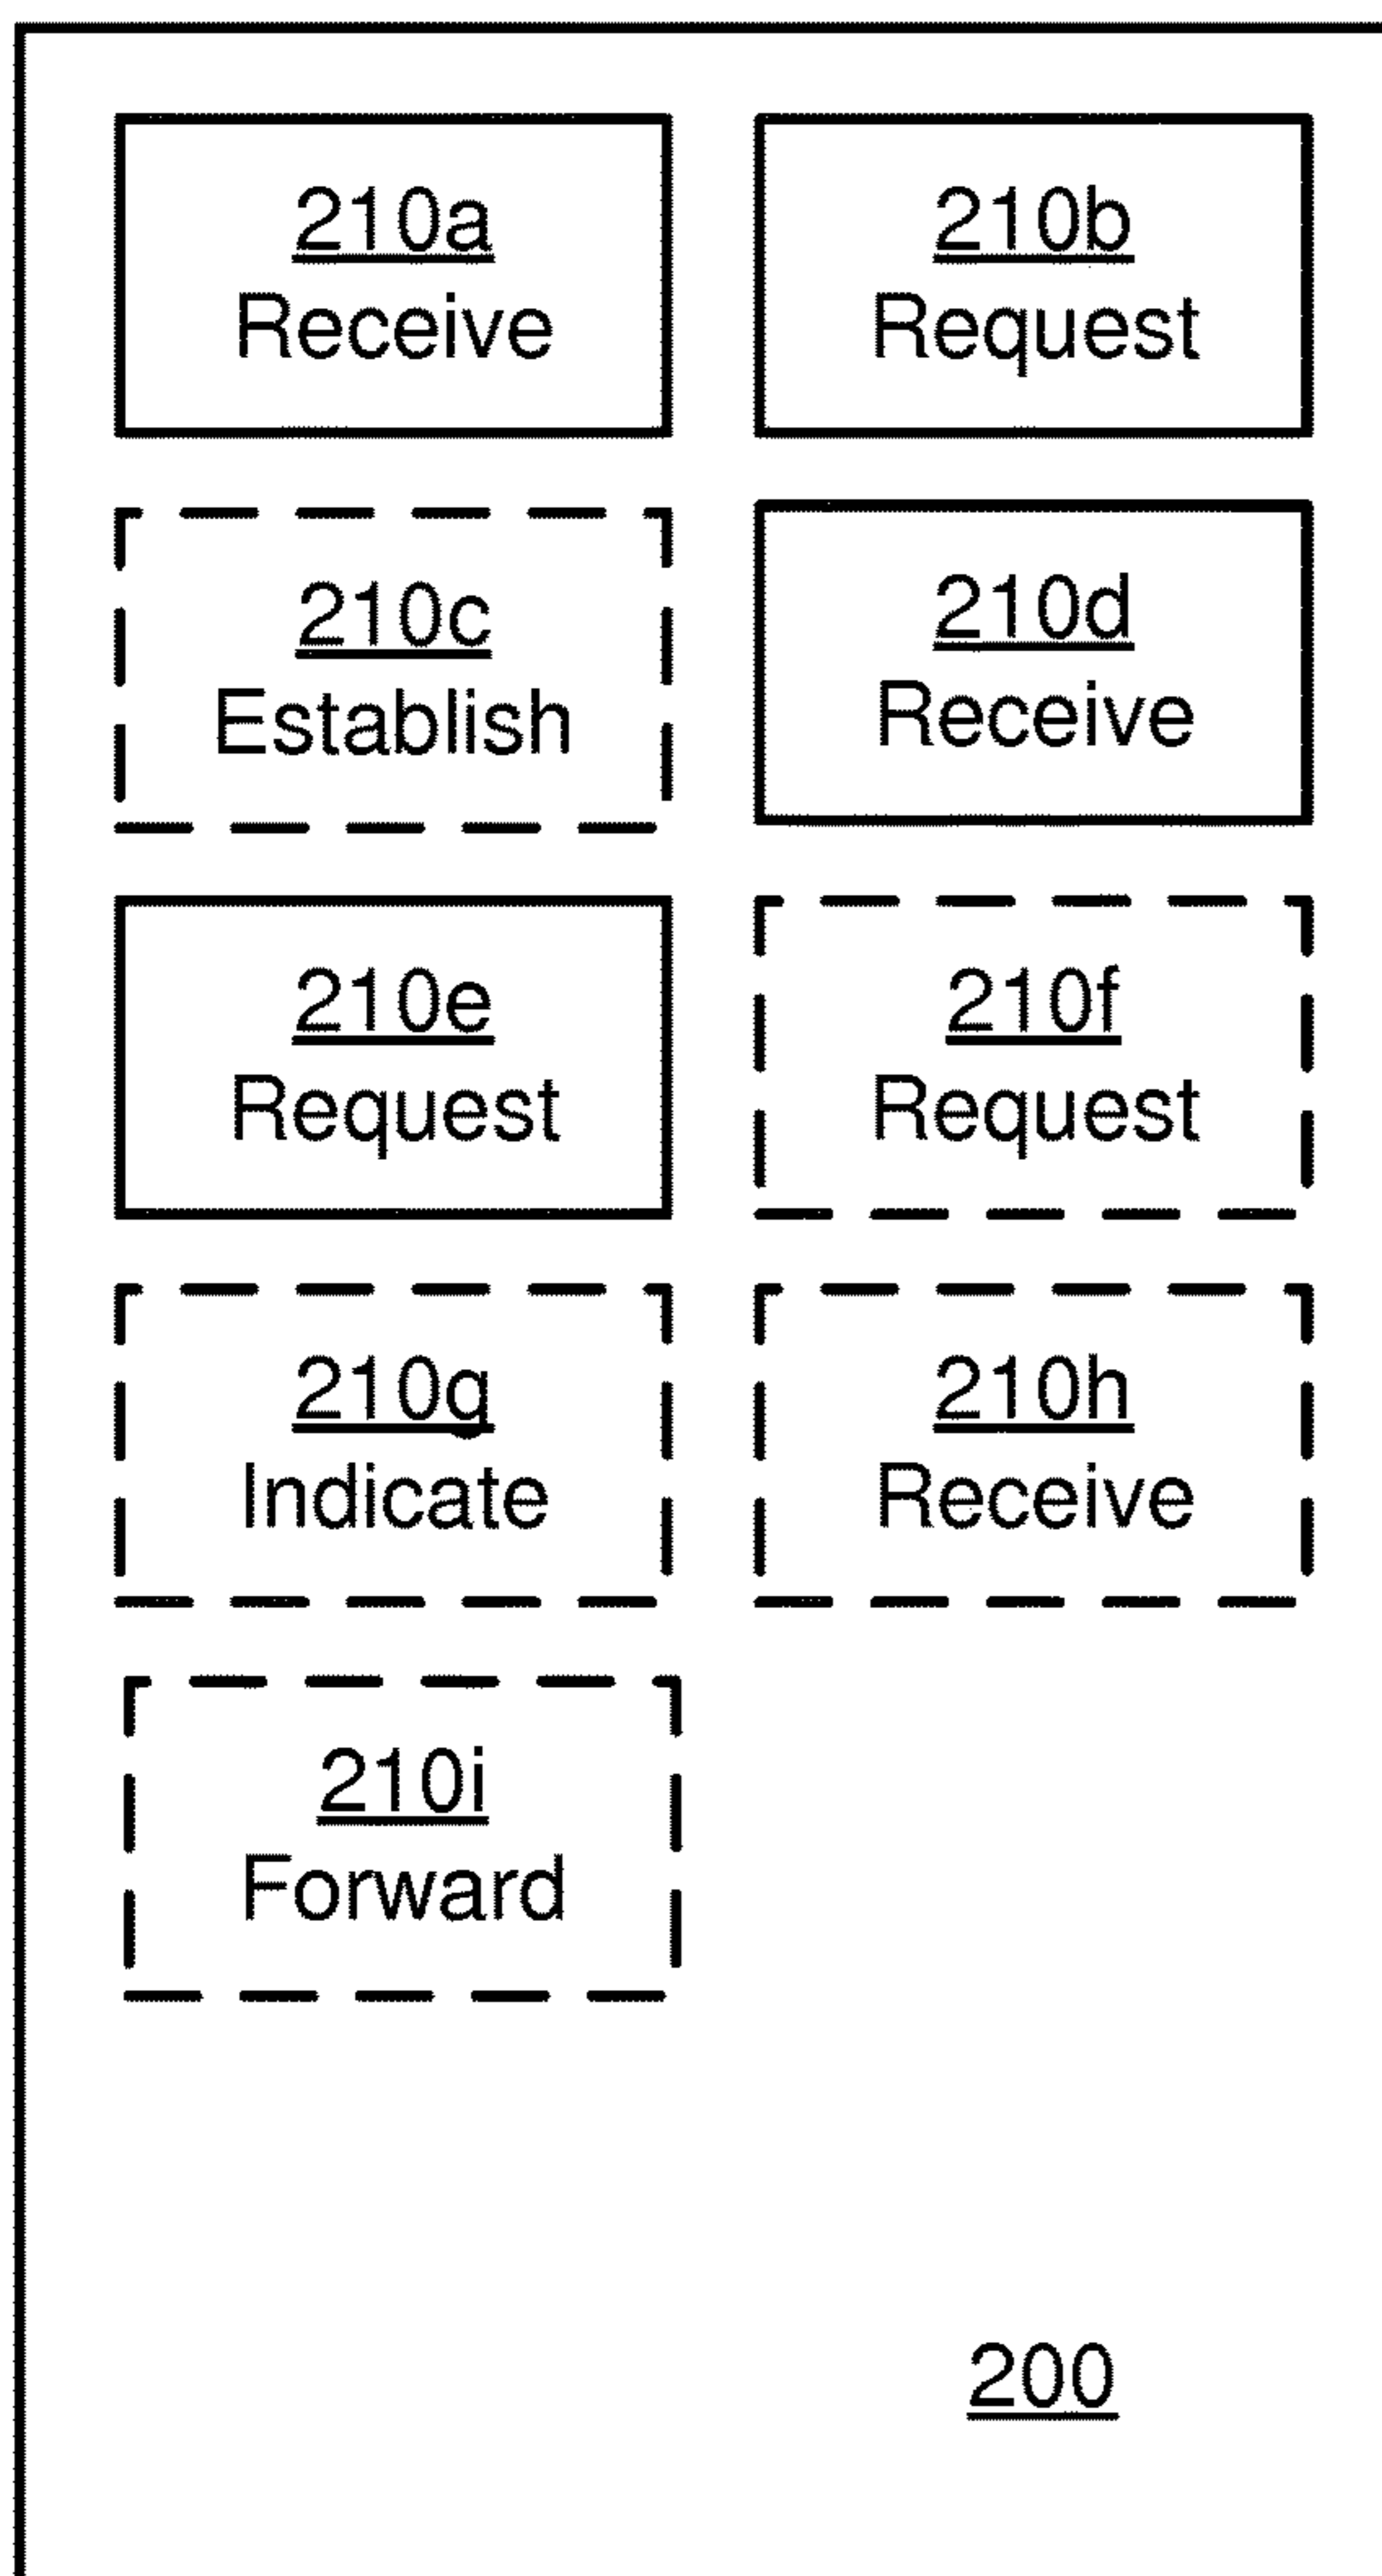 210a
Receive
210b
Request
210c
Establish
210d
Receive
210e
Request
210f
Request
210g
Indicate
210h
Receive
210i
Forward
200